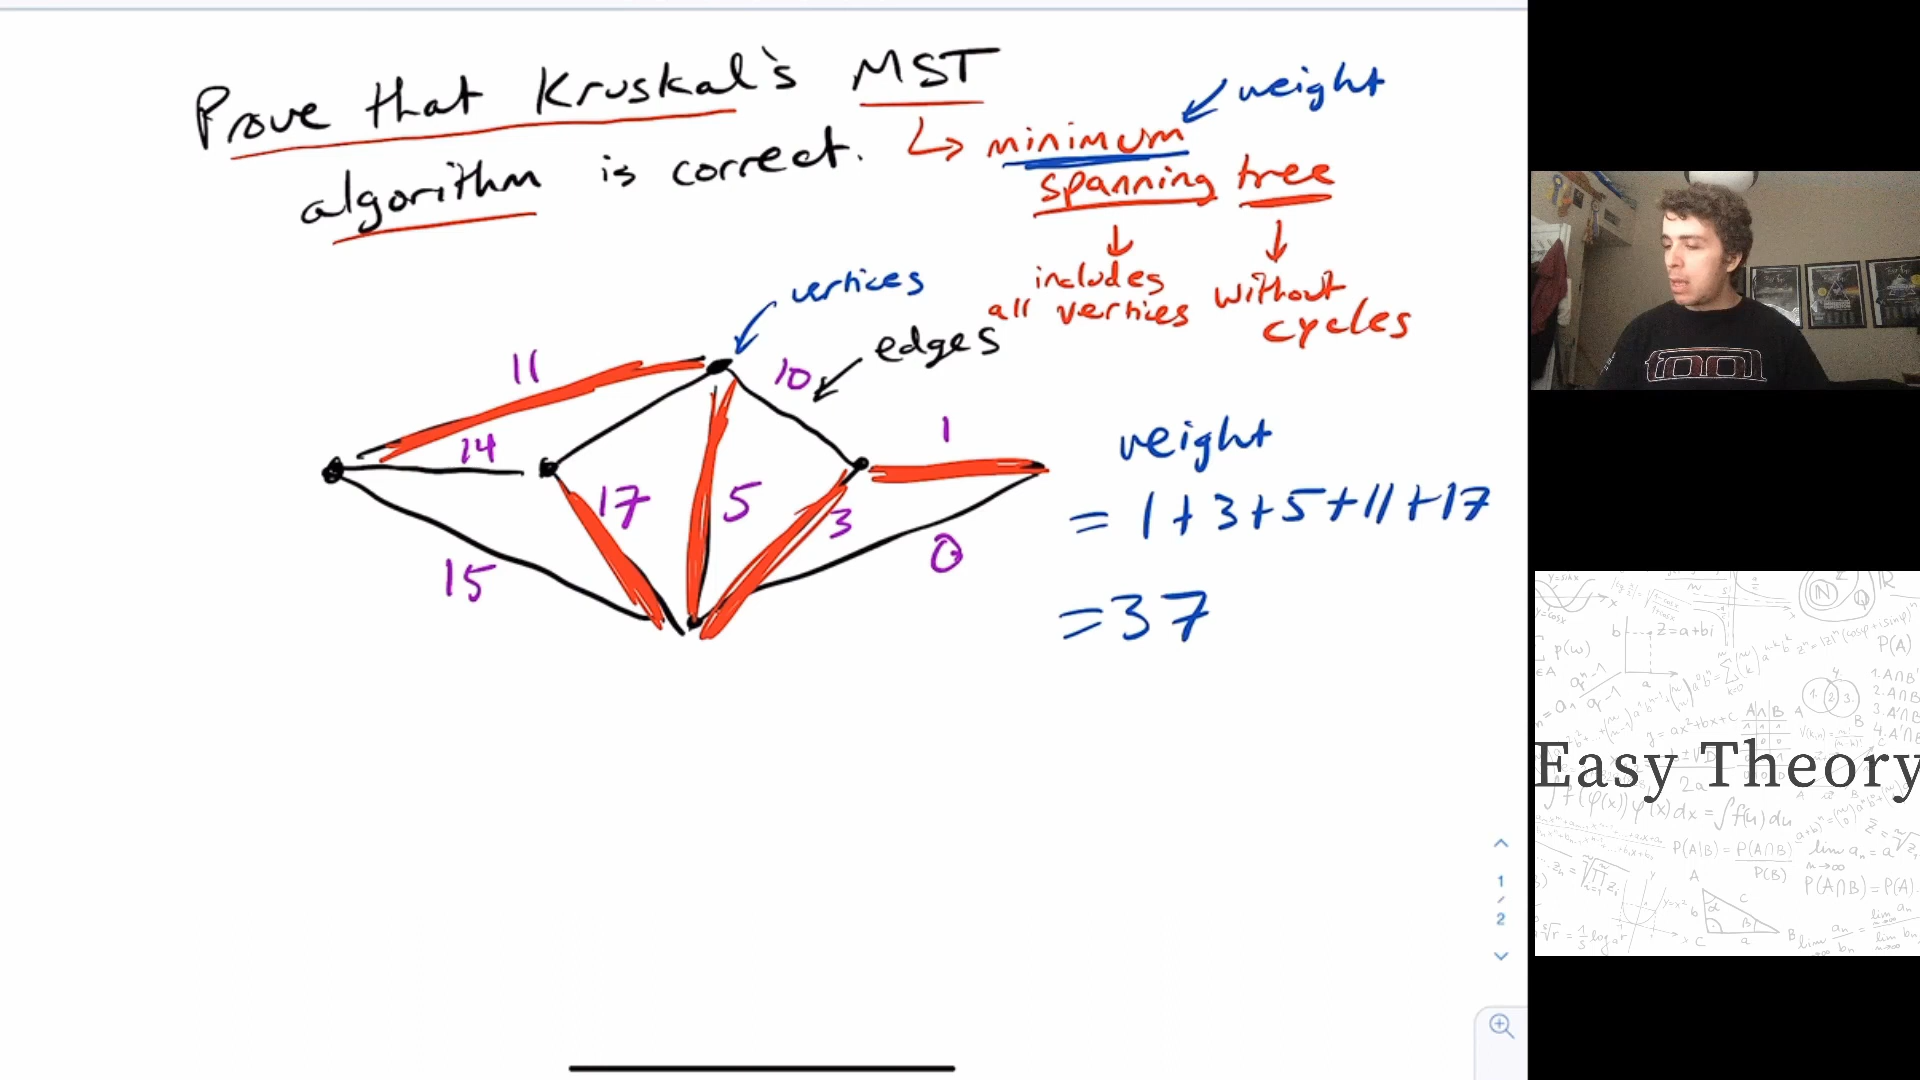 Prove that Kruskal's MST
algorithm is correct.
weight
minimum
spanning tree
includes
all vertices
without
cycles
vertices
edges
11
10
14
1
17
5
3
15
0
weight
= 1+3+5+11+17
=37
1
2
TOOL
Easy Theory